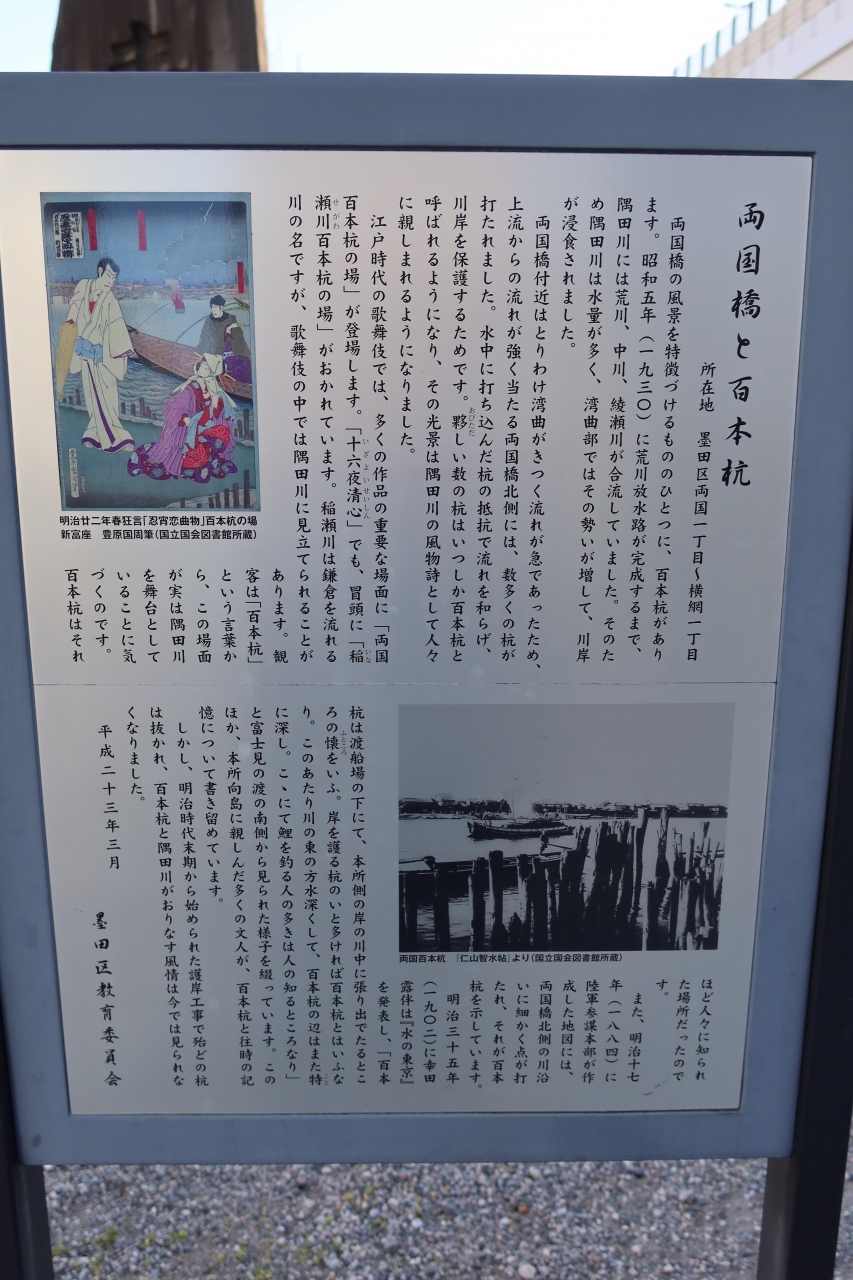 両国橋と百本杭
所在地　墨田区両国一丁目～横網一丁目
両国橋の風景を特徴づけるもののひとつに、百本杭があり
ます。昭和五年（一九三〇）に荒川放水路が完成するまで、
隅田川には荒川、中川、綾瀬川が合流していました。そのた
め隅田川は水量が多く、湾曲部ではその勢いが増して、川岸
が浸食されました。
両国橋付近はとりわけ湾曲がきつく流れが急であったため、
上流からの流れが強く当たる両国橋北側には、数多くの杭が
打たれました。水中に打ち込んだ杭の抵抗で流れを和らげ、
川岸を保護するためです。夥しい数の杭はいつしか百本杭と
呼ばれるようになり、その光景は隅田川の風物詩として人々
に親しまれるようになりました。
江戸時代の歌舞伎では、多くの作品の重要な場面に「両国
百本杭の場」が登場します。「十六夜清心」でも、冒頭に「稲
瀬川百本杭の場」がおかれています。稲瀬川は鎌倉を流れる
川の名ですが、歌舞伎の中では隅田川に見立てられることが
あります。観
客は「百本杭」
という言葉か
ら、この場面
が実は隅田川
を舞台として
いることに気
づくのです。
百本杭はそれ
明治廿二年春狂言「忍宵恋曲物」百本杭の場
新富座　豊原国周筆（国立国会図書館所蔵）
ほど人々に知られ
た場所だったので
す。
また、明治十七
年（一八八四）に
陸軍参謀本部が作
成した地図には、
両国橋北側の川沿
いに細かく点が打
たれ、それが百本
杭を示しています。
明治三十五年
（一九〇二）に幸田
露伴は『水の東京』
を発表し、「百本
杭は渡船場の下にて、本所側の岸の川中に張り出でたるとこ
ろの懐をいふ。岸を護る杭のいと多ければ百本杭とはいふな
り。このあたり川の東の方水深くして、百本杭の辺はまた特
に深し。こゝにて鯉を釣る人の多きは人の知るところなり」
と富士見の渡の南側から見られた様子を綴っています。この
ほか、本所向島に親しんだ多くの文人が、百本杭と往時の記
憶について書き留めています。
しかし、明治時代末期から始められた護岸工事で殆どの杭
は抜かれ、百本杭と隅田川がおりなす風情は今では見られな
くなりました。
平成二十三年三月
墨田区教育委員会
両国百本杭　『仁山智水帖』より（国立国会図書館所蔵）